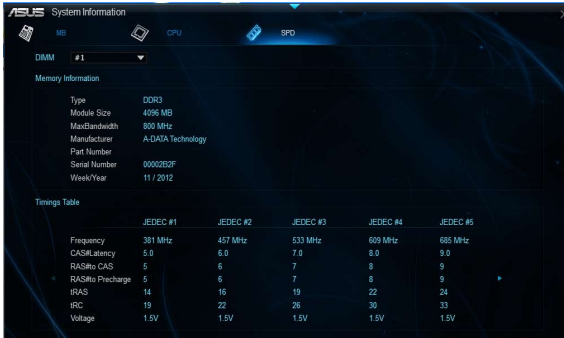 ASUS System Information
MB CPU SPD
DIMM #1
Memory Information
Type DDR3
Module Size 4096 MB
MaxBandwidth 800 MHz
Manufacturer A-DATA Technology
Part Number
Serial Number 00002B2F
Week/Year 11 / 2012
Timings Table
JEDEC #1 JEDEC #2 JEDEC #3 JEDEC #4 JEDEC #5
Frequency 381 MHz 457 MHz 533 MHz 609 MHz 685 MHz
CAS#Latency 5.0 6.0 7.0 8.0 9.0
RAS#to CAS 5 6 7 8 9
RAS#to Precharge 5 6 7 8 9
tRAS 14 16 19 22 24
tRC 19 22 26 30 33
Voltage 1.5V 1.5V 1.5V 1.5V 1.5V